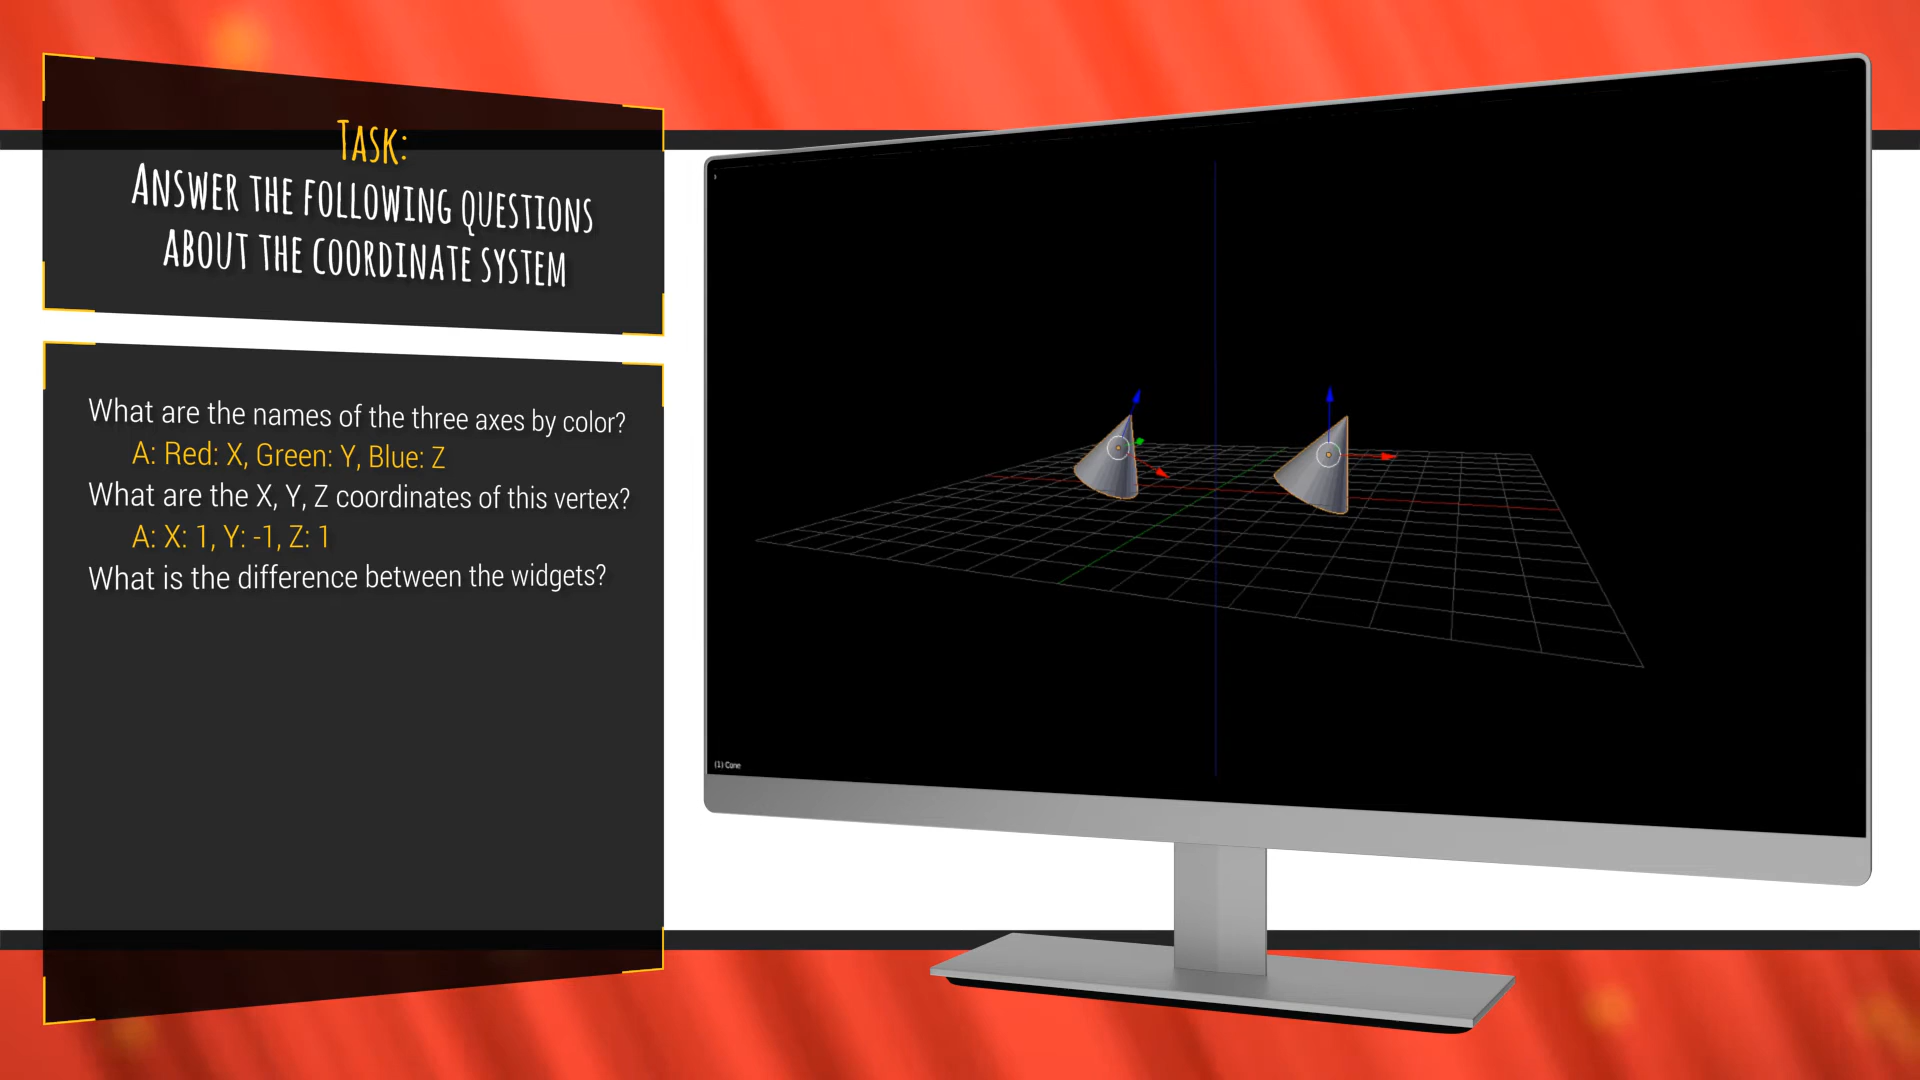 Task:
Answer the following questions
about the coordinate system
What are the names of the three axes by color?
A: Red: X, Green: Y, Blue: Z
What are the X, Y, Z coordinates of this vertex?
A: X: 1, Y: -1, Z: 1
What is the difference between the widgets?
(1) Cone